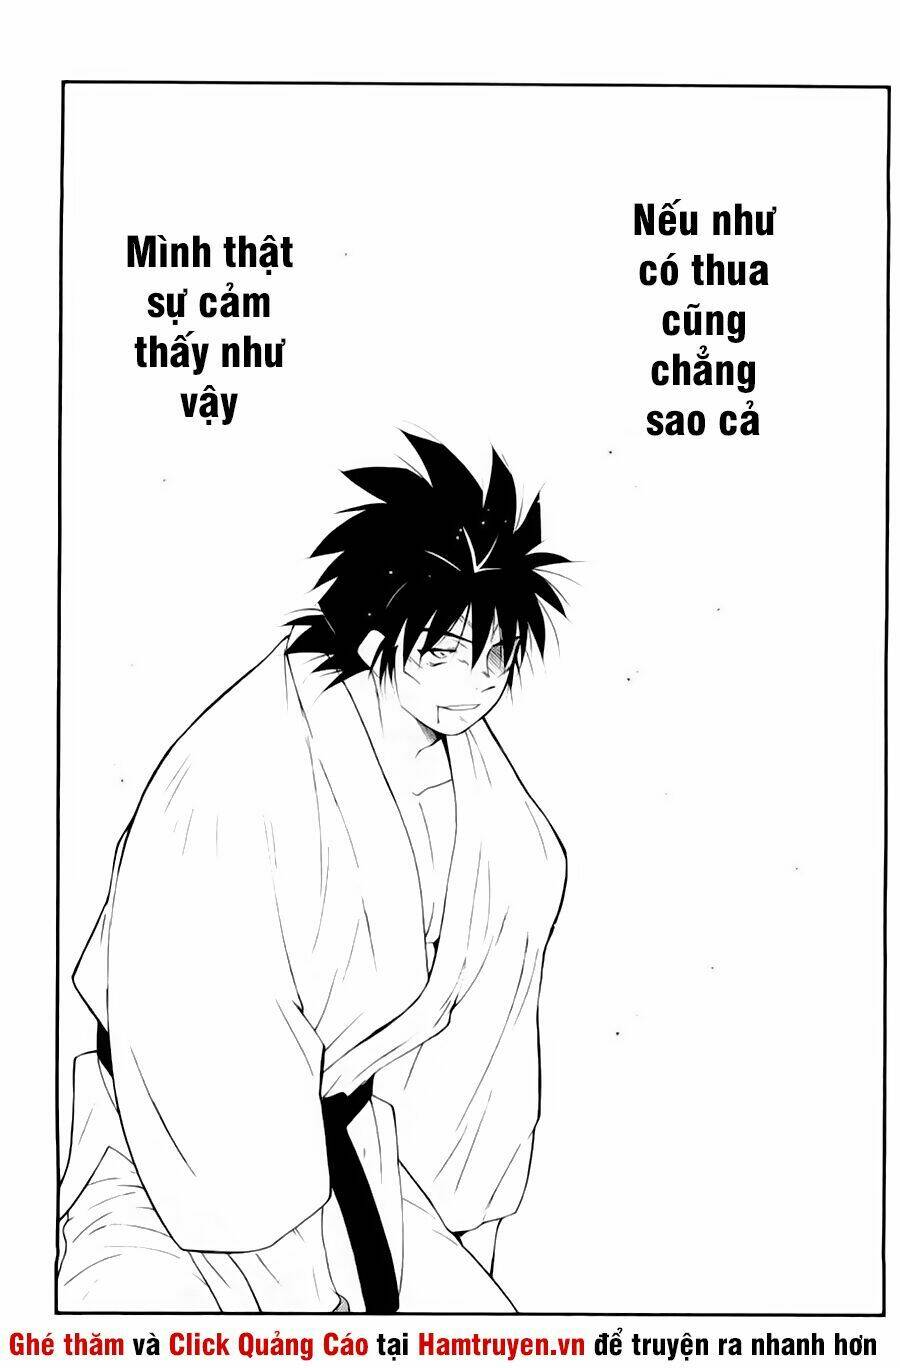 Nếu như
có thua
cũng
chẳng
sao cả
Mình thật
sự cảm
thấy như
vậy
Ghé thăm và Click Quảng Cáo tại Hamtruyen.vn để truyện ra nhanh hơn